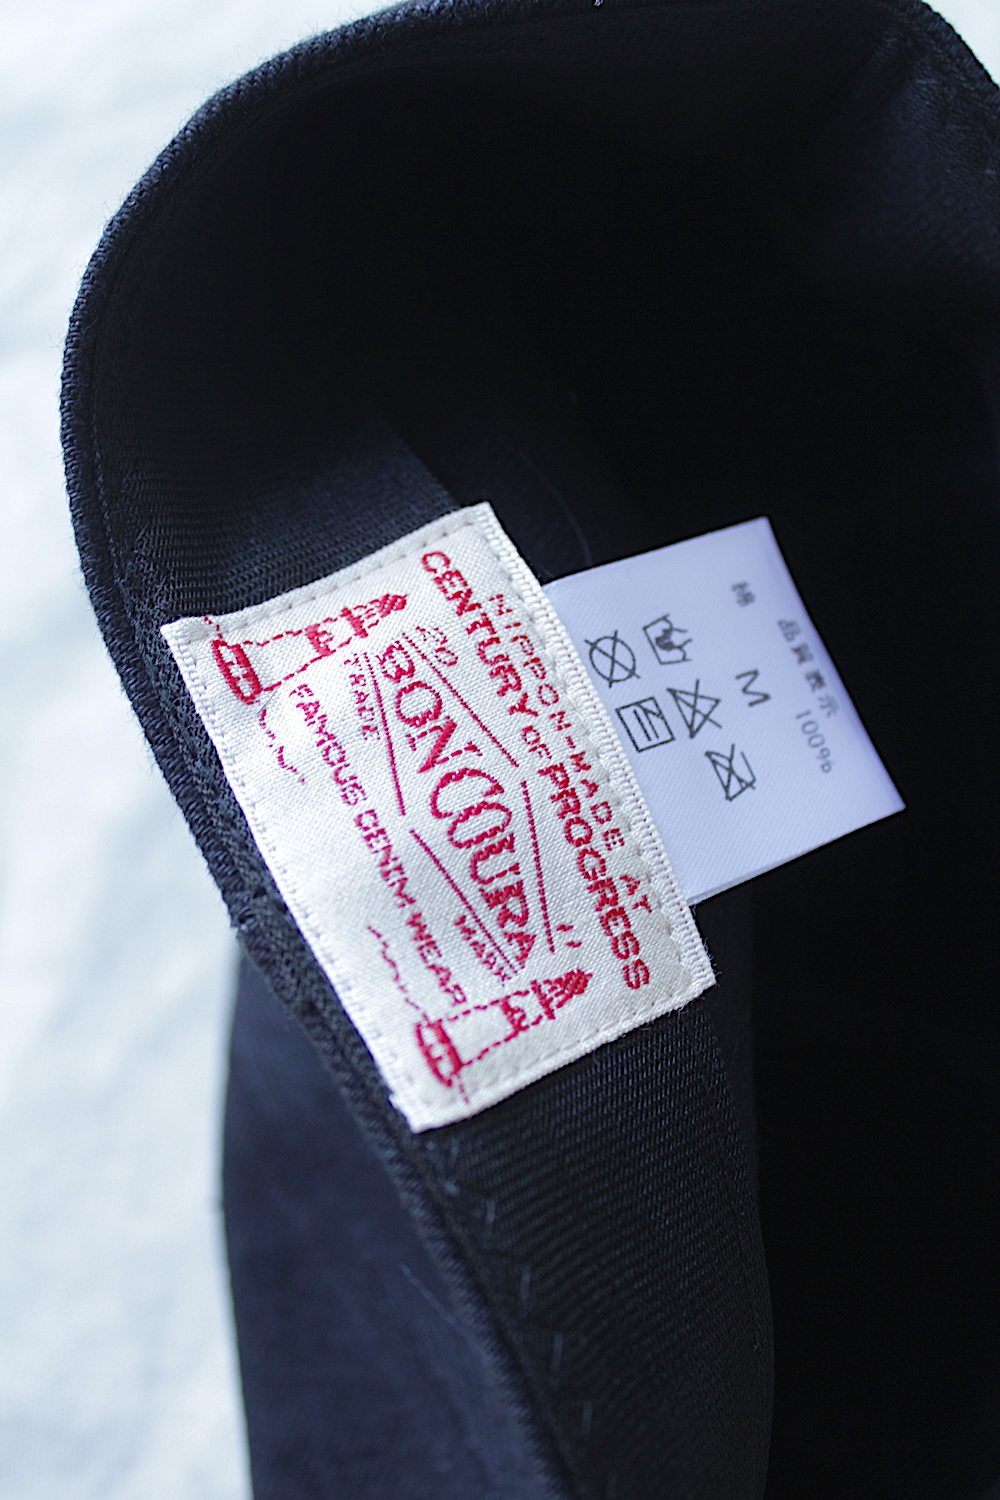 NIPPON-MADE AT
CENTURY OF PROGRESS
BONCOURA
TRADE MARK
FAMOUS DENIM WEAR
品質表示
綿 100%
M